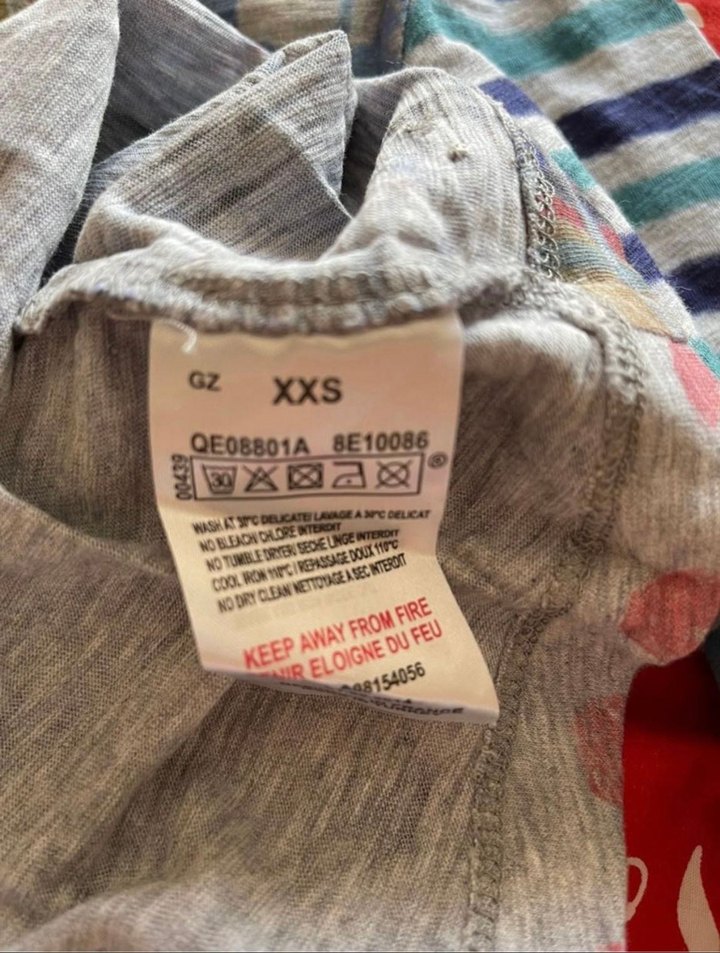 GZ XXS
QE08801A 8E10086
00439
30
®
WASH AT 30°C DELICATE/ LAVAGE A 30°C DELICAT
NO BLEACH CHLORE INTERDIT
NO TUMBLE DRYER/ SECHE LINGE INTERDIT
COOL IRON 110°C / REPASSAGE DOUX 110°C
NO DRY CLEAN NETTOYAGE A SEC INTERDIT
KEEP AWAY FROM FIRE
ELOIGNE DU FEU
98154056